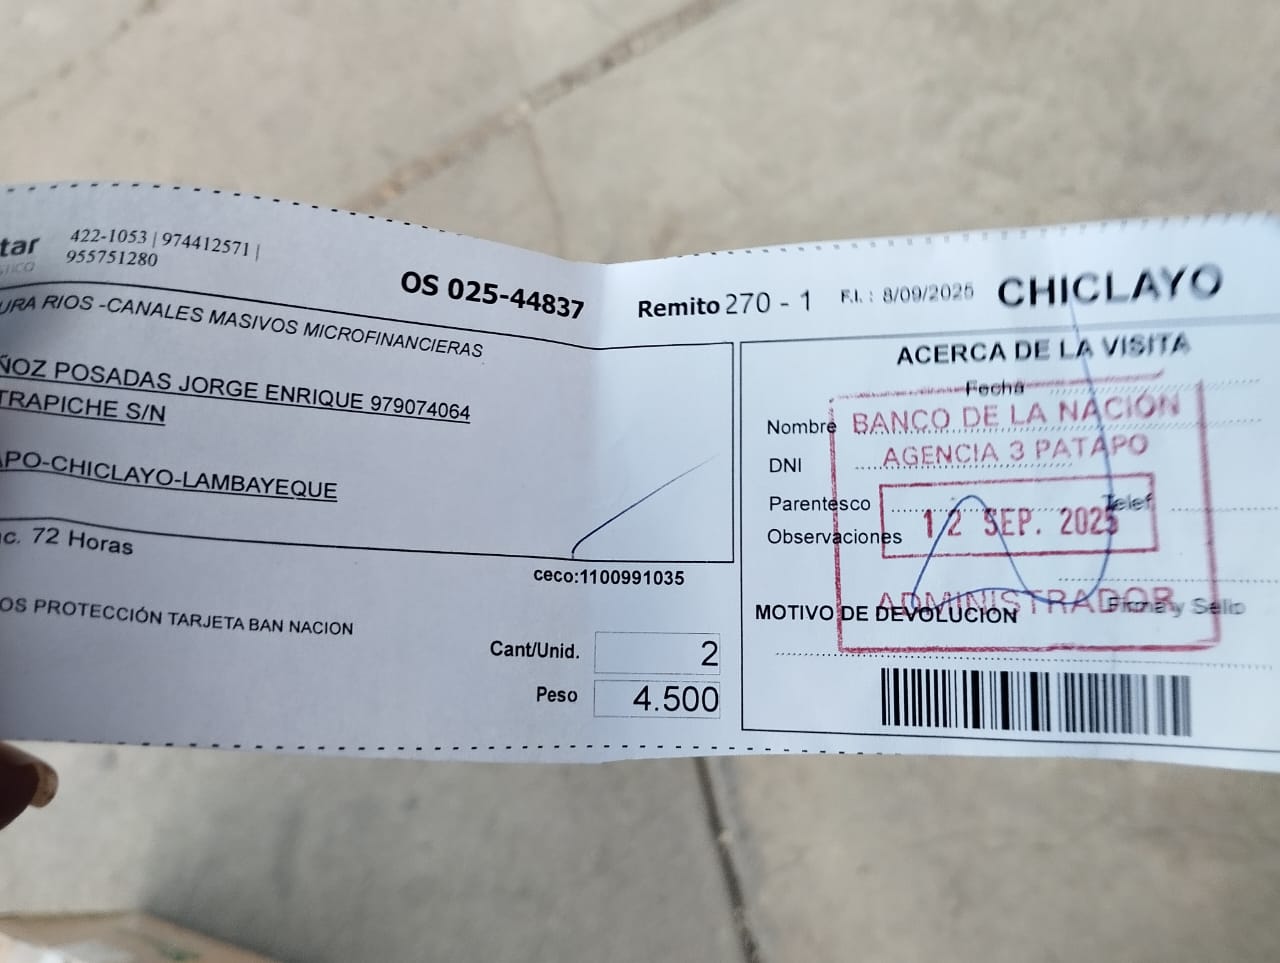 tar
422-1053 | 974412571 |
955751280
OS 025-44837
Remito 270 - 1
F.I. : 8/09/2025
CHICLAYO
URA RIOS -CANALES MASIVOS MICROFINANCIERAS
ÑOZ POSADAS JORGE ENRIQUE 979074064
TRAPICHE S/N
APO-CHICLAYO-LAMBAYEQUE
c. 72 Horas
ceco:1100991035
OS PROTECCIÓN TARJETA BAN NACION
Cant/Unid. 2
Peso 4.500
ACERCA DE LA VISITA
Fecha
Nombre
DNI
Parentesco
Telef
Observaciones
Firma y Sello
MOTIVO DE DEVOLUCIÓN
BANCO DE LA NACIÓN
AGENCIA 3 PATAPO
12 SEP. 2025
ADMINISTRADOR